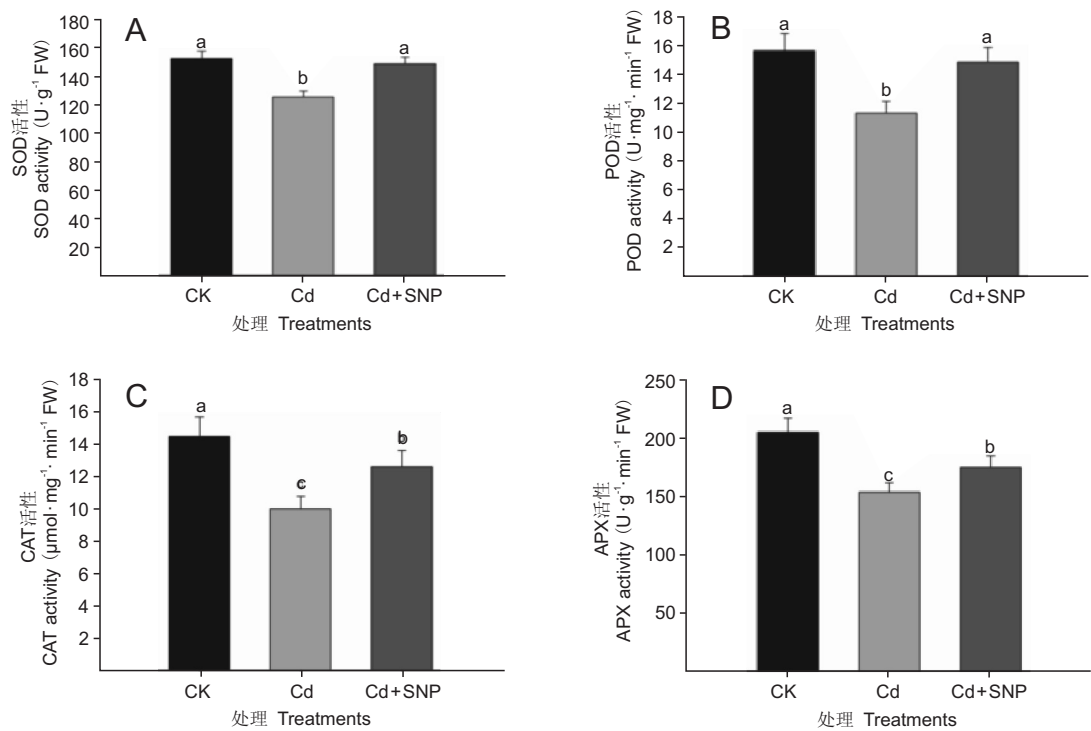 A
SOD活性
SOD activity (U·g⁻¹ FW)
180
160
140
120
100
80
60
40
20
a
b
a
CK
Cd
Cd+SNP
处理 Treatments
B
POD活性
POD activity (U·mg⁻¹·min⁻¹ FW)
18
16
14
12
10
8
6
4
2
a
b
a
CK
Cd
Cd+SNP
处理 Treatments
C
CAT活性
CAT activity (μmol·mg⁻¹·min⁻¹ FW)
18
16
14
12
10
8
6
4
2
a
c
b
CK
Cd
Cd+SNP
处理 Treatments
D
APX活性
APX activity (U·g⁻¹·min⁻¹ FW)
250
200
150
100
50
a
c
b
CK
Cd
Cd+SNP
处理 Treatments